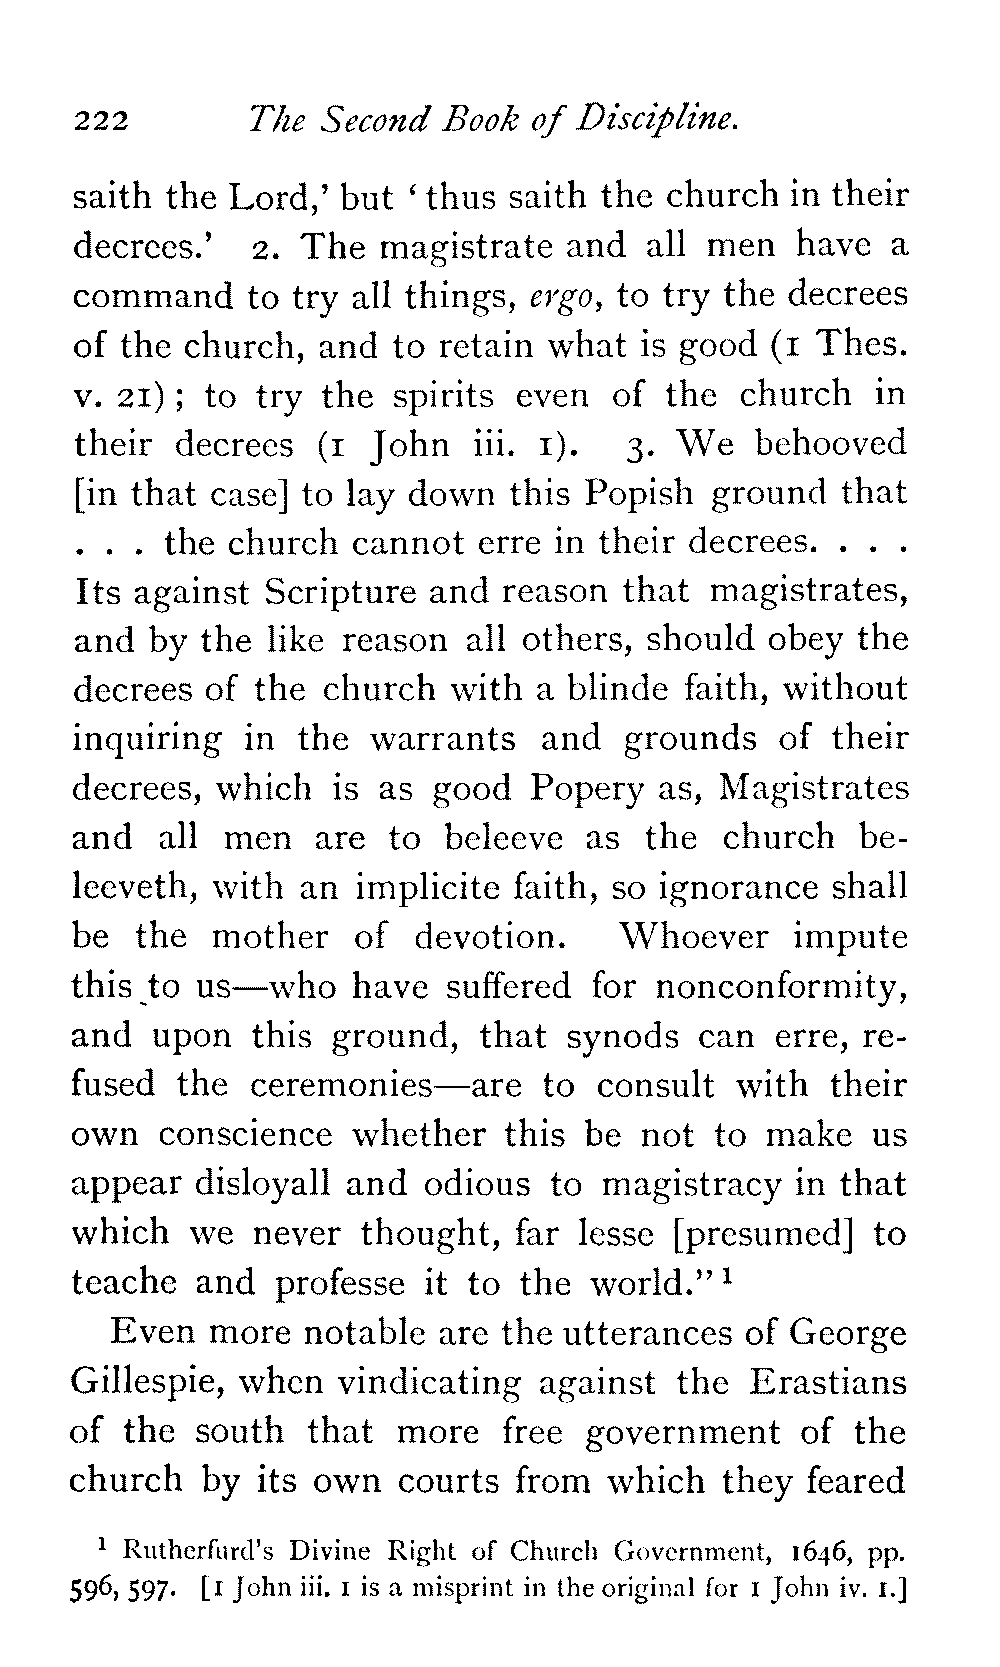 222 The Second Book of Discipline.
saith the Lord,' but ' thus saith the church in their
decrees.' 2. The magistrate and all men have a
command to try all things, ergo, to try the decrees
of the church, and to retain what is good (1 Thes.
v. 21) ; to try the spirits even of the church in
their decrees (1 John iii. 1). 3. We behooved
[in that case] to lay down this Popish ground that
. . . the church cannot erre in their decrees. . . .
Its against Scripture and reason that magistrates,
and by the like reason all others, should obey the
decrees of the church with a blinde faith, without
inquiring in the warrants and grounds of their
decrees, which is as good Popery as, Magistrates
and all men are to beleeve as the church be-
leeveth, with an implicite faith, so ignorance shall
be the mother of devotion. Whoever impute
this to us—who have suffered for nonconformity,
and upon this ground, that synods can erre, re-
fused the ceremonies—are to consult with their
own conscience whether this be not to make us
appear disloyall and odious to magistracy in that
which we never thought, far lesse [presumed] to
teache and professe it to the world." 1
Even more notable are the utterances of George
Gillespie, when vindicating against the Erastians
of the south that more free government of the
church by its own courts from which they feared
1 Rutherfurd's Divine Right of Church Government, 1646, pp.
596, 597. [1 John iii. 1 is a misprint in the original for 1 John iv. 1.]